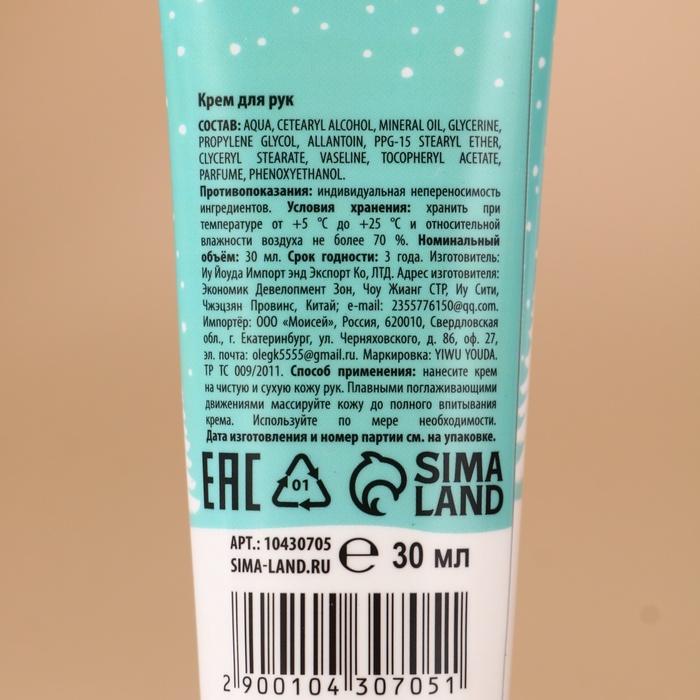 Крем для рук
СОСТАВ: AQUA, CETEARYL ALCOHOL, MINERAL OIL, GLYCERINE,
PROPYLENE GLYCOL, ALLANTOIN, PPG-15 STEARYL ETHER,
CLYCERYL STEARATE, VASELINE, TOCOPHERYL ACETATE,
PARFUME, PHENOXYETHANOL.
Противопоказания: индивидуальная непереносимость
ингредиентов. Условия хранения: хранить при
температуре от +5 °С до +25 °С и относительной
влажности воздуха не более 70 %. Номинальный
объём: 30 мл. Срок годности: 3 года. Изготовитель:
Иу Йоуда Импорт энд Экспорт Ко, ЛТД. Адрес изготовителя:
Экономик Девелопмент Зон, Чоу Жианг СТР, Иу Сити,
Чжэцзян Провинс, Китай; e-mail: 2355776150@qq.com.
Импортёр: ООО «Моисей», Россия, 620010, Свердловская
обл., г. Екатеринбург, ул. Черняховского, д. 86, оф. 27,
эл. почта: olegk5555@gmail.ru. Маркировка: YIWU YOUDA.
ТР ТС 009/2011. Способ применения: нанесите крем
на чистую и сухую кожу рук. Плавными поглаживающими
движениями массируйте кожу до полного впитывания
крема. Используйте по мере необходимости.
Дата изготовления и номер партии см. на упаковке.
EAC 01 SIMA
LAND
АРТ.: 10430705
SIMA-LAND.RU
℮ 30 мл
2 900104 307051